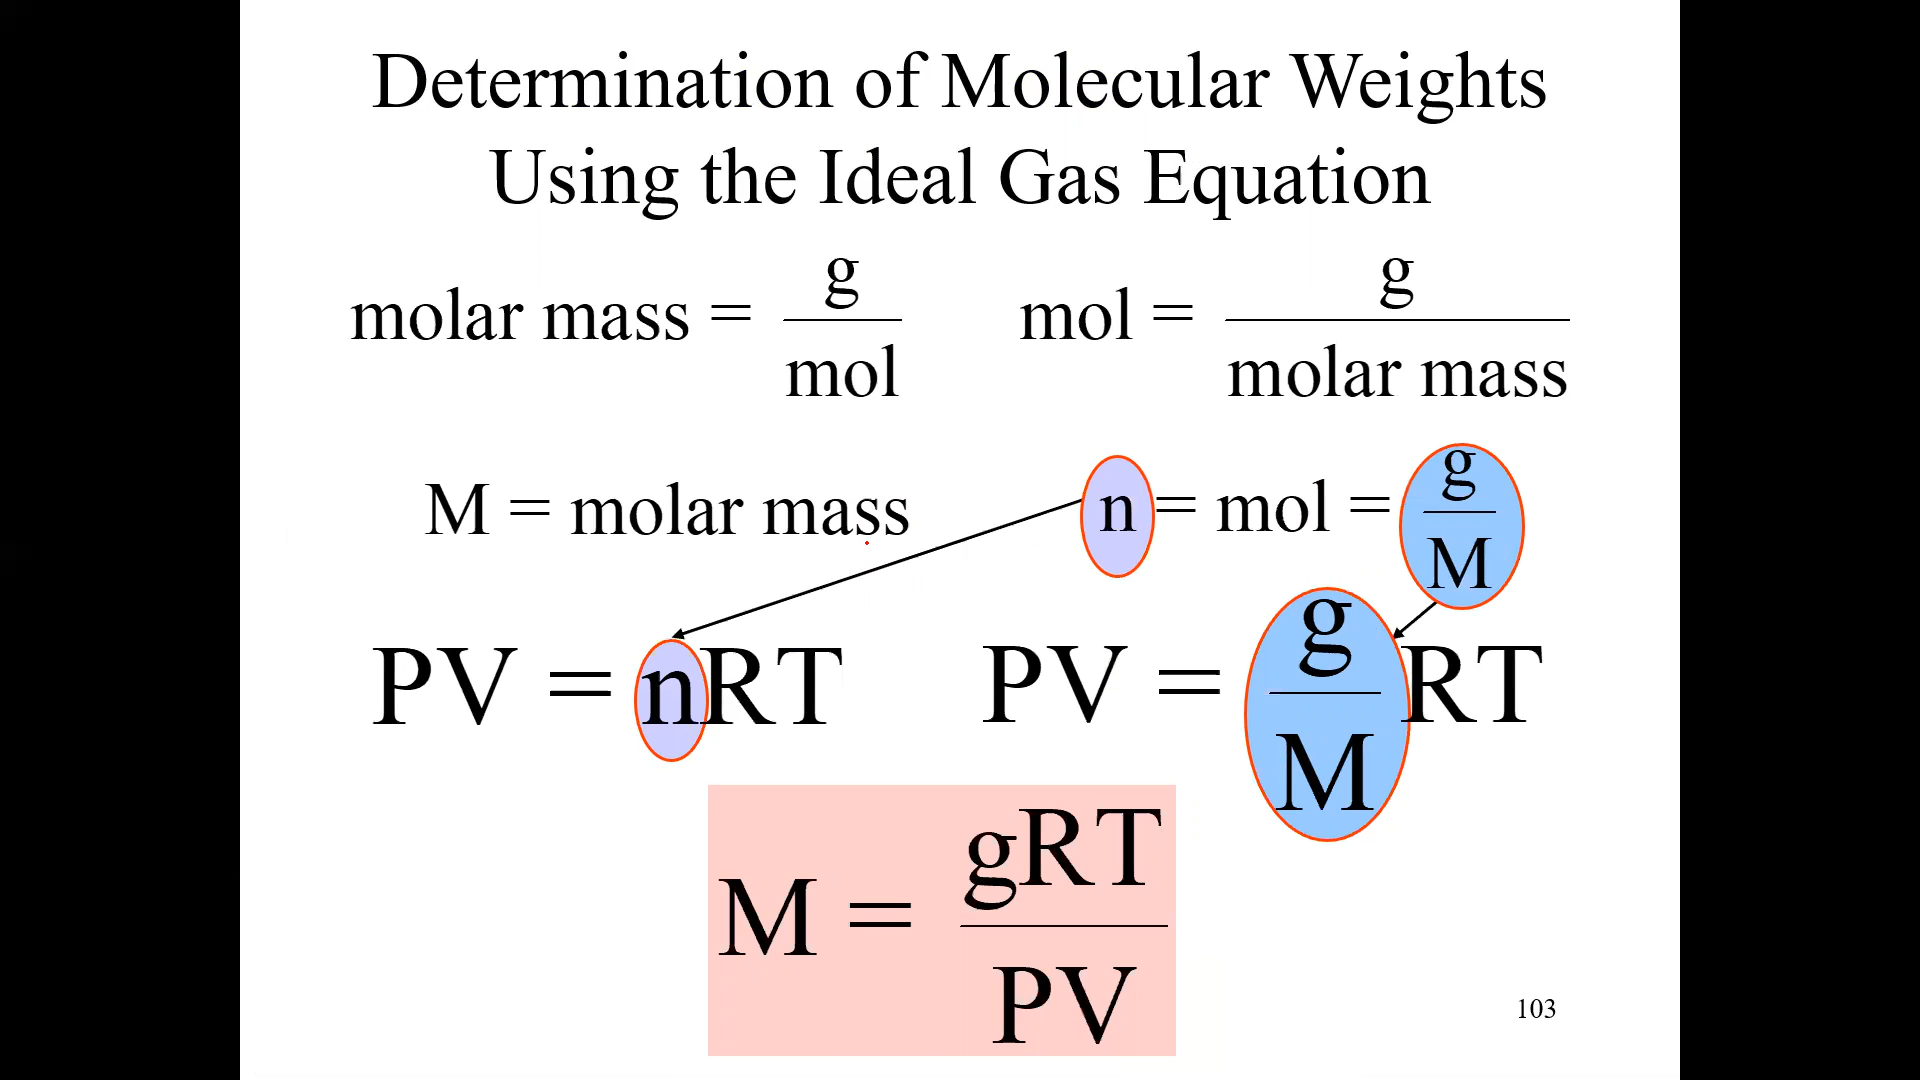 Determination of Molecular Weights
Using the Ideal Gas Equation
molar mass = g/mol
mol = g/molar mass
M = molar mass
n = mol = g/M
PV = nRT
PV = g/M RT
M = gRT/PV
103